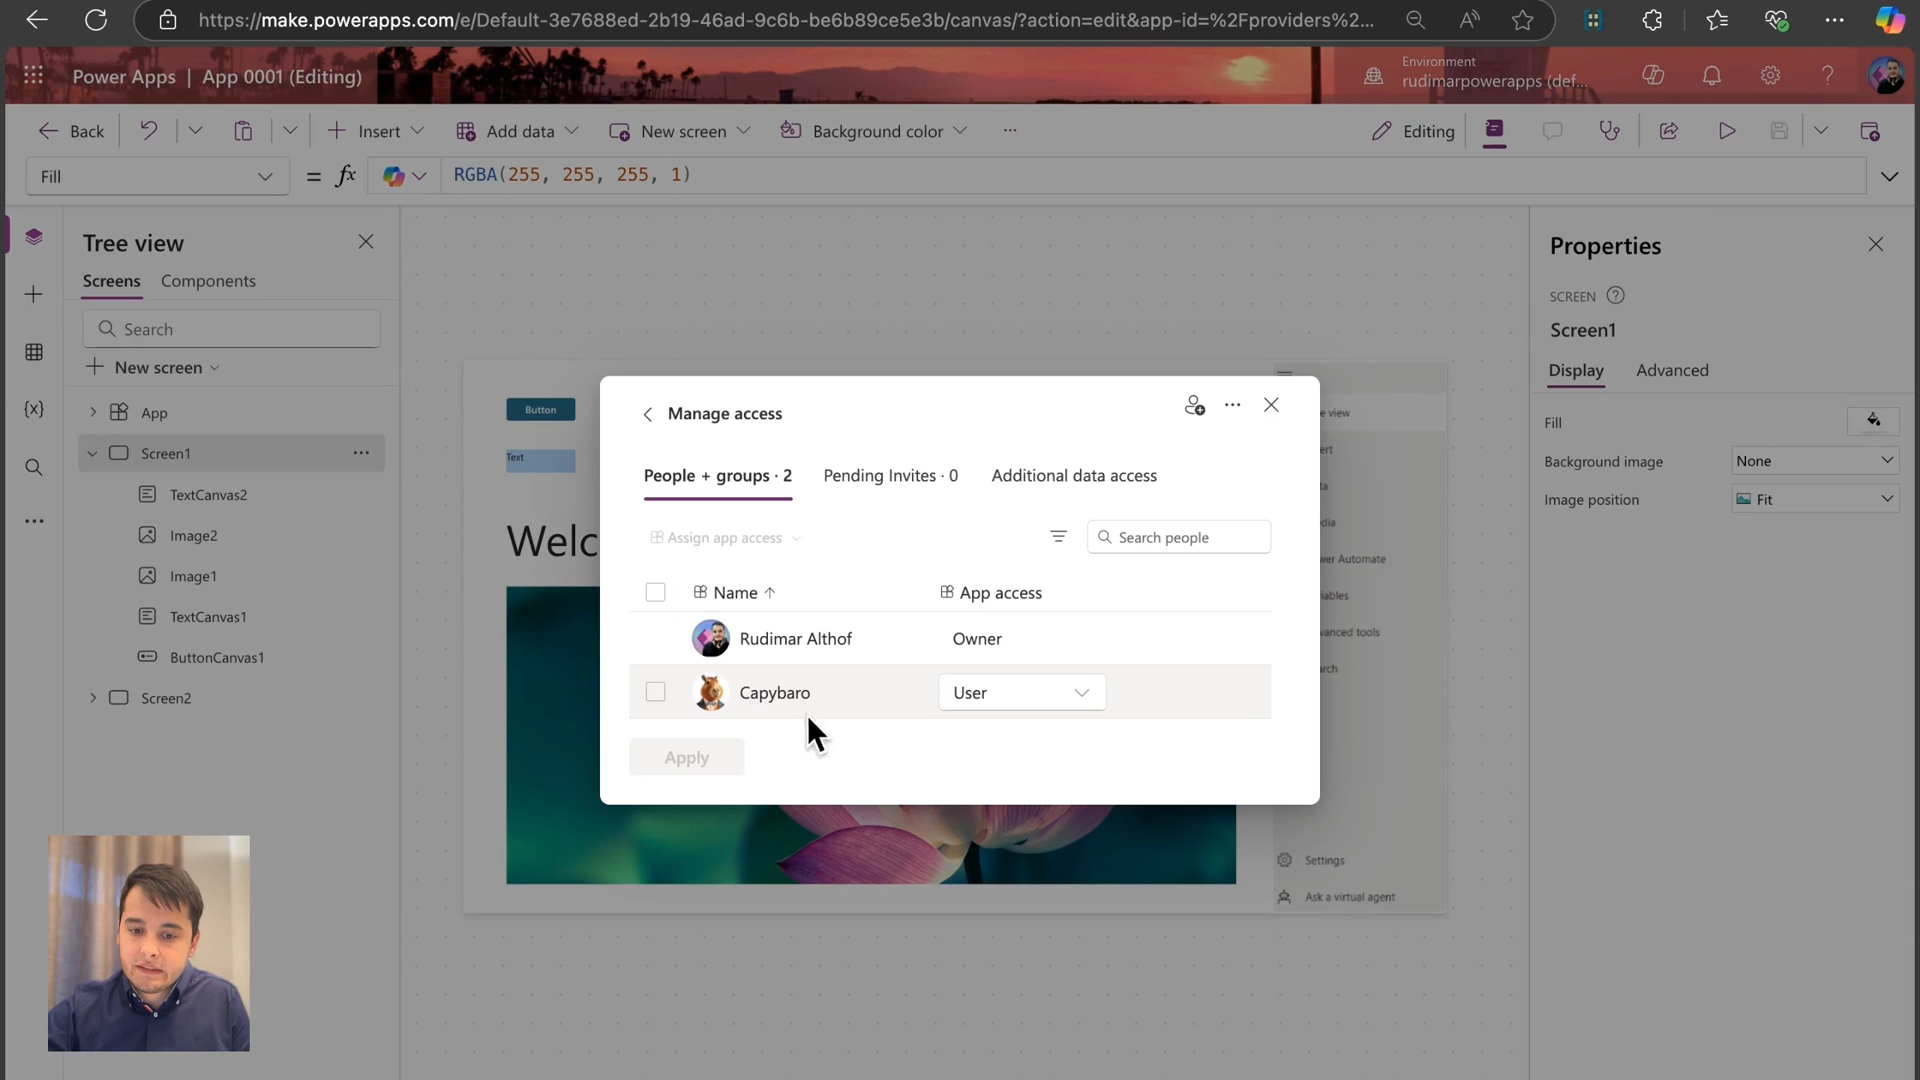 https://make.powerapps.com/e/Default-3e7688ed-2b19-46ad-9c6b-be6b89ce5e3b/canvas/?action=edit&app-id=%2Fproviders%2...
Power Apps | App 0001 (Editing)
Environment
rudimarpowerapps (def...
Back
Insert
Add data
New screen
Background color
Editing
Fill
= fx
RGBA(255, 255, 255, 1)
Tree view
Screens
Components
Search
New screen
App
Screen1
TextCanvas2
Image2
Image1
TextCanvas1
ButtonCanvas1
Screen2
Button
Text
Welc
Manage access
People + groups · 2
Pending Invites · 0
Additional data access
Assign app access
Search people
Name
App access
Rudimar Althof
Owner
Capybaro
User
Apply
Settings
Ask a virtual agent
Properties
SCREEN
Screen1
Display
Advanced
Fill
Background image
None
Image position
Fit